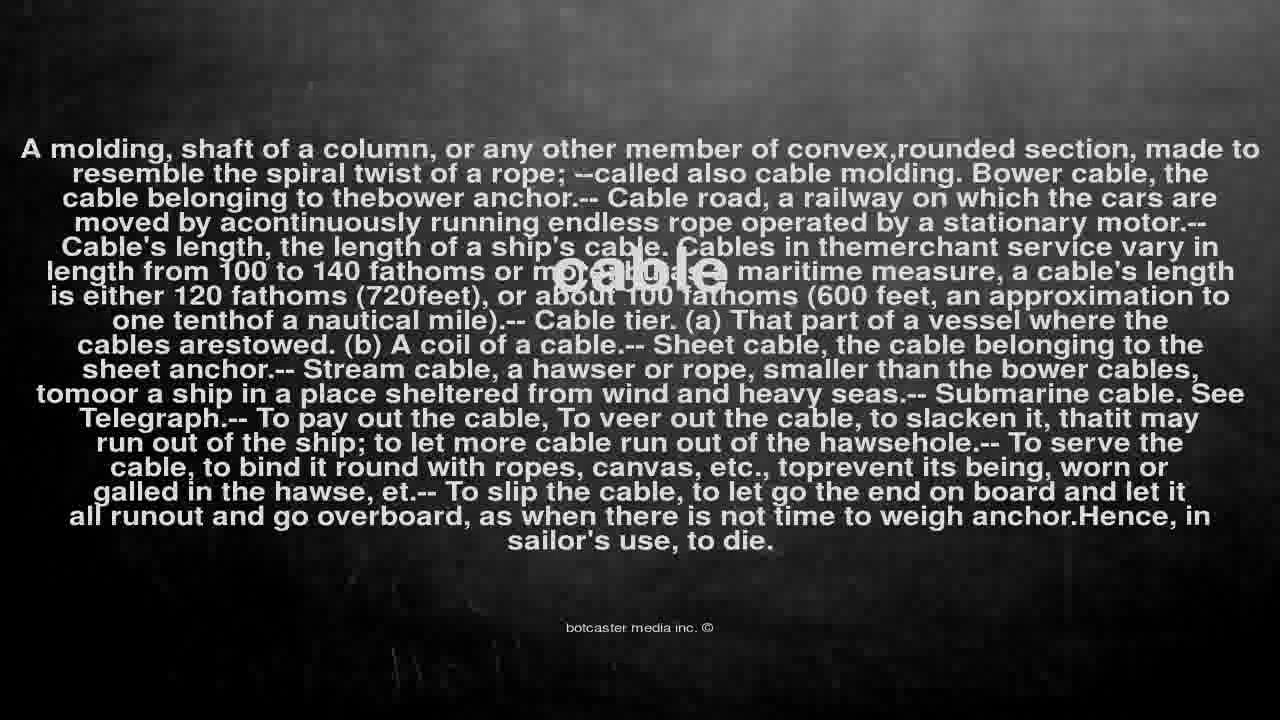 A molding, shaft of a column, or any other member of convex,rounded section, made to
resemble the spiral twist of a rope; --called also cable molding. Bower cable, the
cable belonging to thebower anchor.-- Cable road, a railway on which the cars are
moved by acontinuously running endless rope operated by a stationary motor.--
Cable's length, the length of a ship's cable. Cables in themerchant service vary in
length from 100 to 140 fathoms or maritime measure, a cable's length
cable
is either 120 fathoms (720feet), or about 100 fathoms (600 feet, an approximation to
one tenthof a nautical mile).-- Cable tier. (a) That part of a vessel where the
cables arestowed. (b) A coil of a cable.-- Sheet cable, the cable belonging to the
sheet anchor.-- Stream cable, a hawser or rope, smaller than the bower cables,
tomoor a ship in a place sheltered from wind and heavy seas.-- Submarine cable. See
Telegraph.-- To pay out the cable, To veer out the cable, to slacken it, thatit may
run out of the ship; to let more cable run out of the hawsehole.-- To serve the
cable, to bind it round with ropes, canvas, etc., toprevent its being, worn or
galled in the hawse, et.-- To slip the cable, to let go the end on board and let it
all runout and go overboard, as when there is not time to weigh anchor.Hence, in
sailor's use, to die.
botcaster media inc. ©